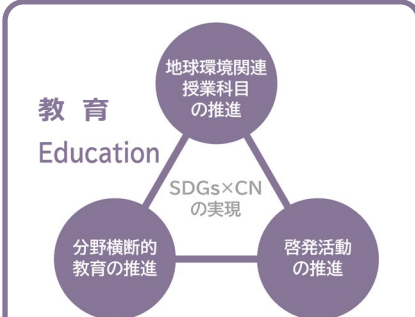 地球環境関連
授業科目
の推進
教育
Education
SDGs×CN
の実現
分野横断的
教育の推進
啓発活動
の推進